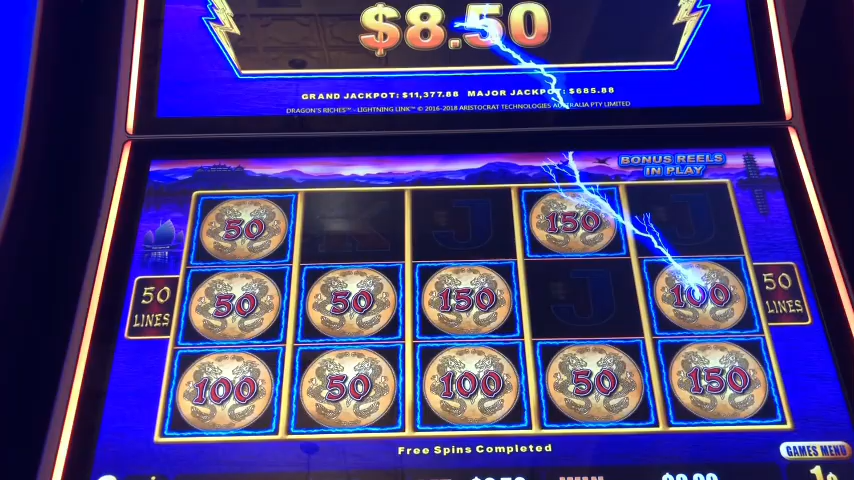 $8.50
GRAND JACKPOT: $11,377.88 MAJOR JACKPOT: $685.88
DRAGON'S RICHES™ - LIGHTNING LINK™ © 2016-2018 ARISTOCRAT TECHNOLOGIES AUSTRALIA PTY LIMITED
BONUS REELS
IN PLAY
50 J 150 J
50 LINES
50 50 150 J 100
50 LINES
100 50 100 50 150
Free Spins Completed
GAMES MENU